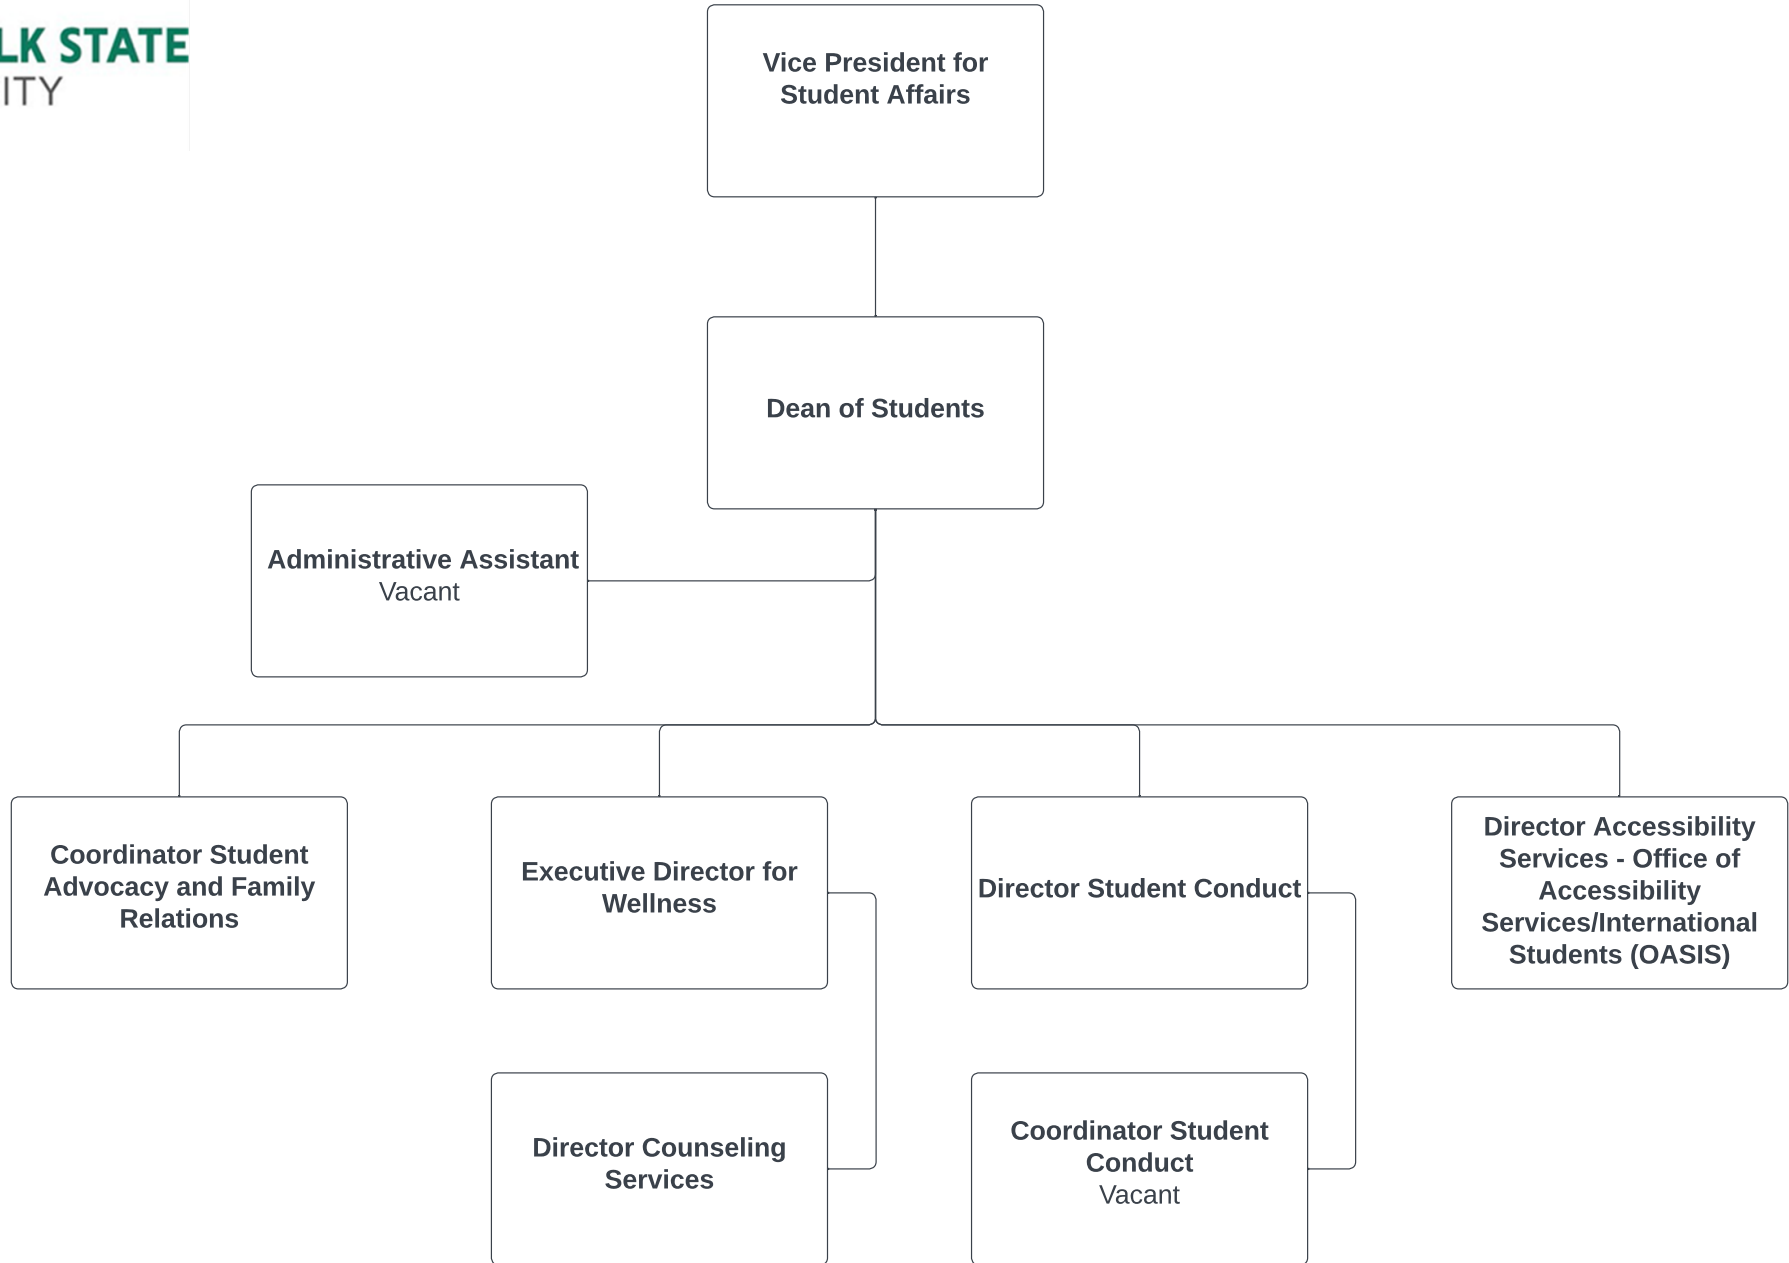 LK STATE
ITY
Vice President for
Student Affairs
Dean of Students
Administrative Assistant
Vacant
Coordinator Student
Advocacy and Family
Relations
Executive Director for
Wellness
Director Student Conduct
Director Accessibility
Services - Office of
Accessibility
Services/International
Students (OASIS)
Director Counseling
Services
Coordinator Student
Conduct
Vacant